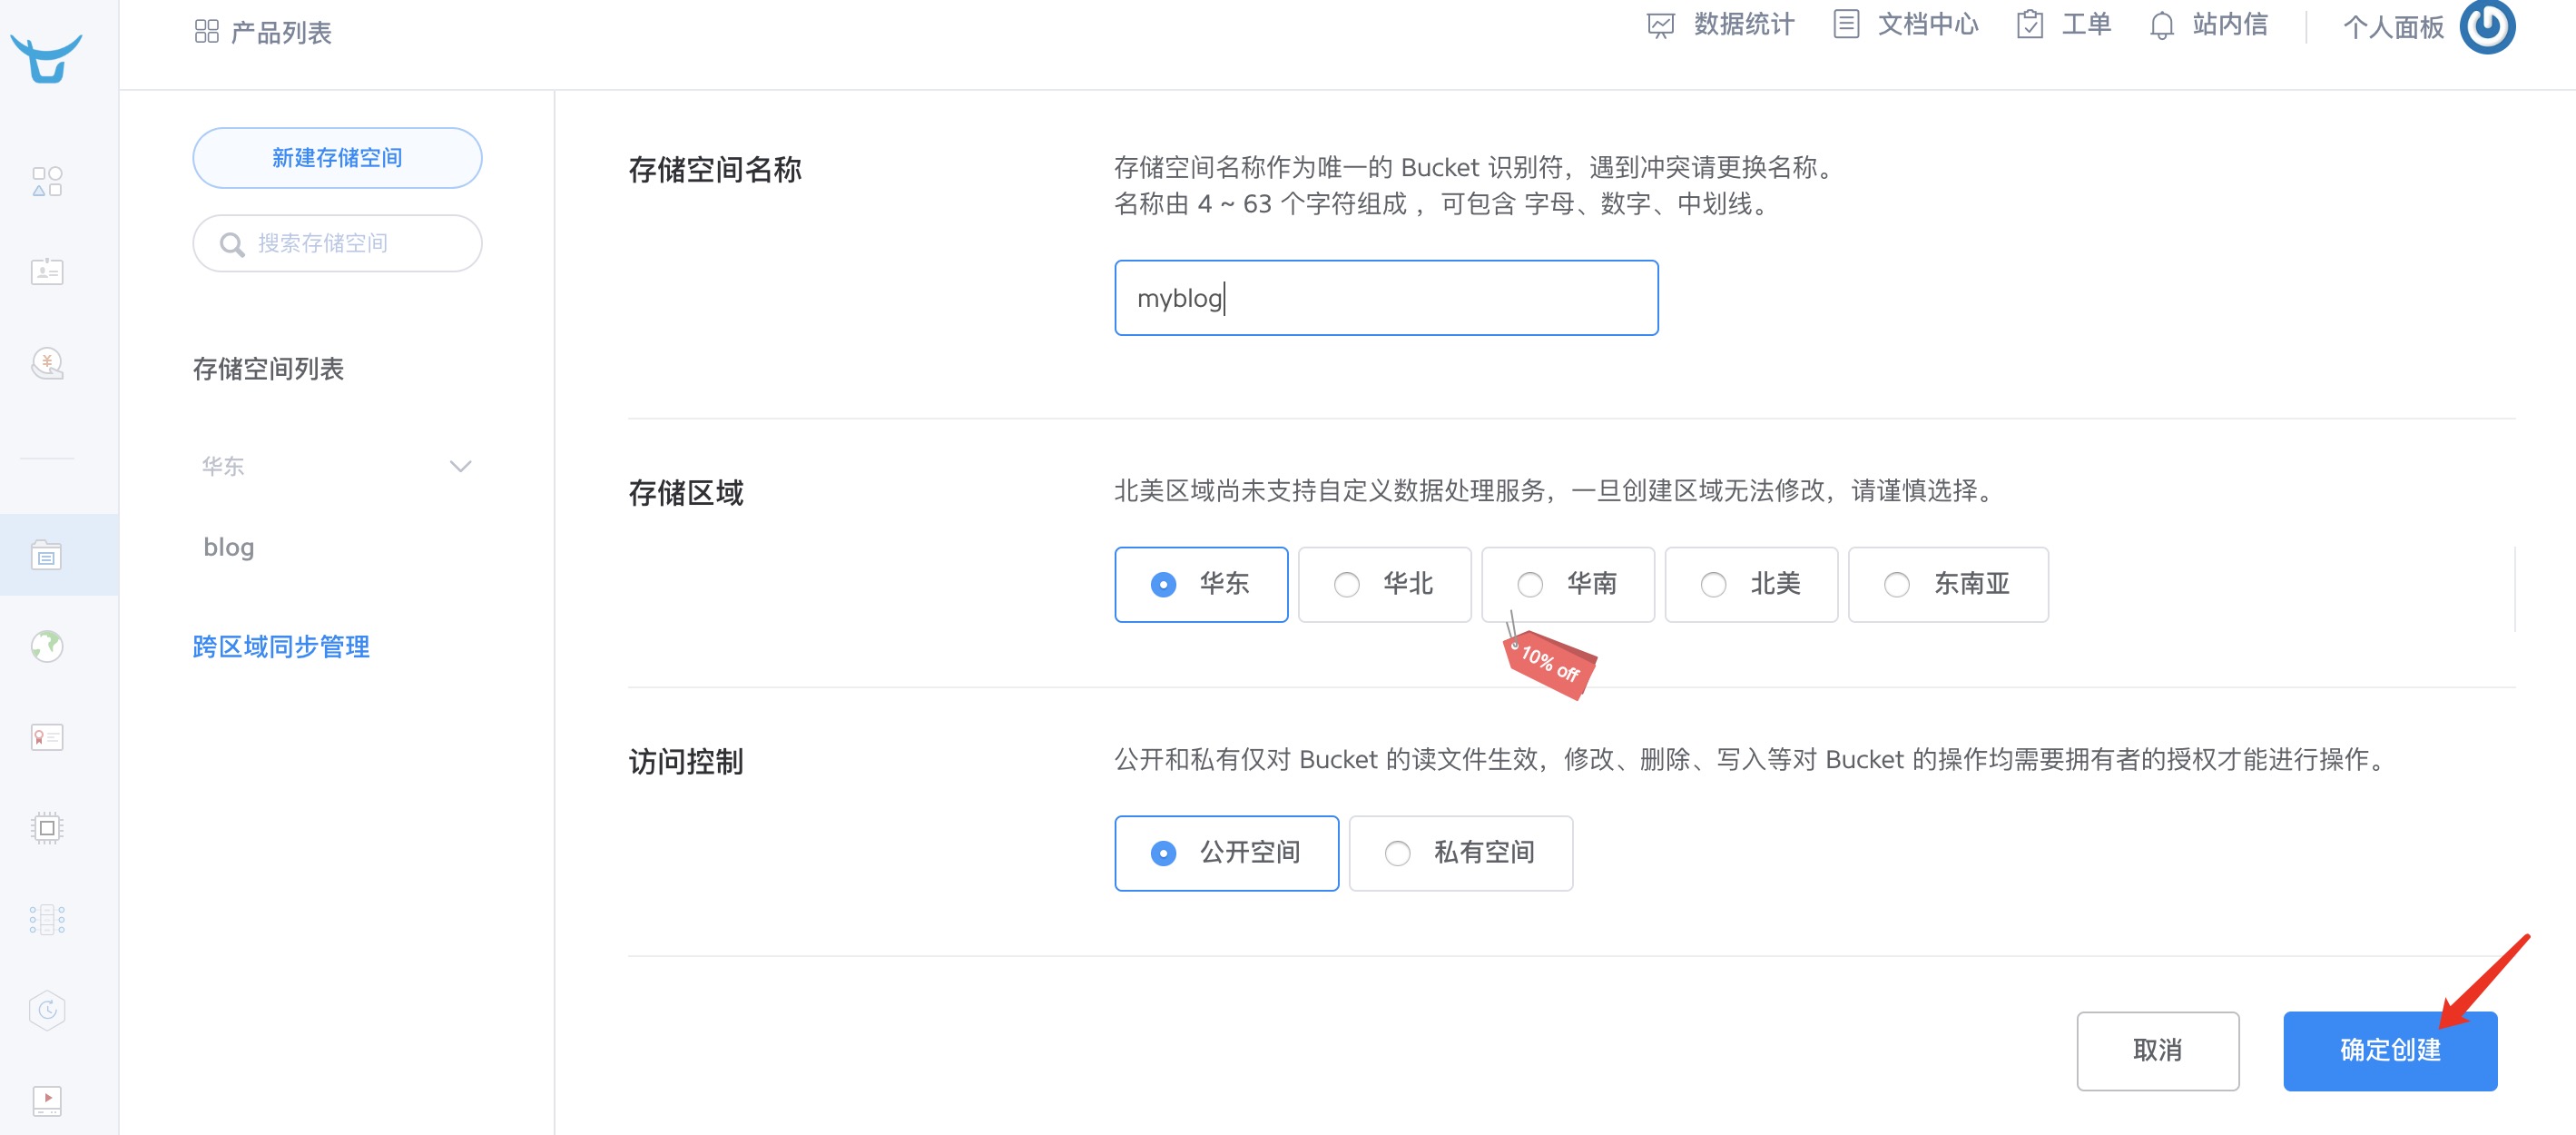 产品列表
数据统计
文档中心
工单
站内信
个人面板
新建存储空间
搜索存储空间
存储空间列表
华东
blog
跨区域同步管理
存储空间名称
存储空间名称作为唯一的 Bucket 识别符，遇到冲突请更换名称。
名称由 4 ~ 63 个字符组成 ，可包含 字母、数字、中划线。
myblog
存储区域
北美区域尚未支持自定义数据处理服务，一旦创建区域无法修改，请谨慎选择。
华东
华北
华南
北美
东南亚
10% off
访问控制
公开和私有仅对 Bucket 的读文件生效，修改、删除、写入等对 Bucket 的操作均需要拥有者的授权才能进行操作。
公开空间
私有空间
取消
确定创建